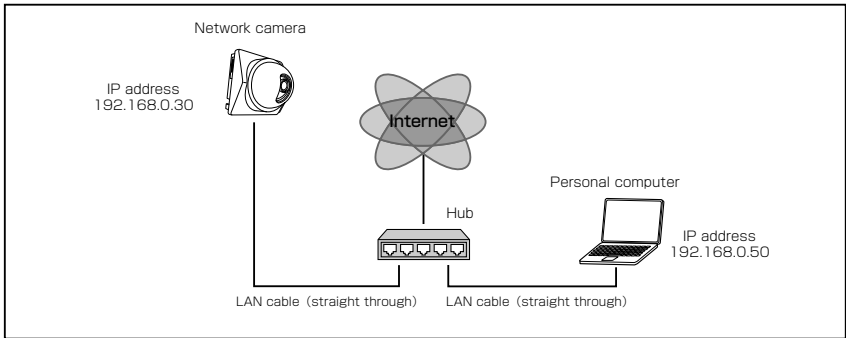 Network camera
IP address
192.168.0.30
Internet
Personal computer
Hub
IP address
192.168.0.50
LAN cable（straight through）
LAN cable（straight through）